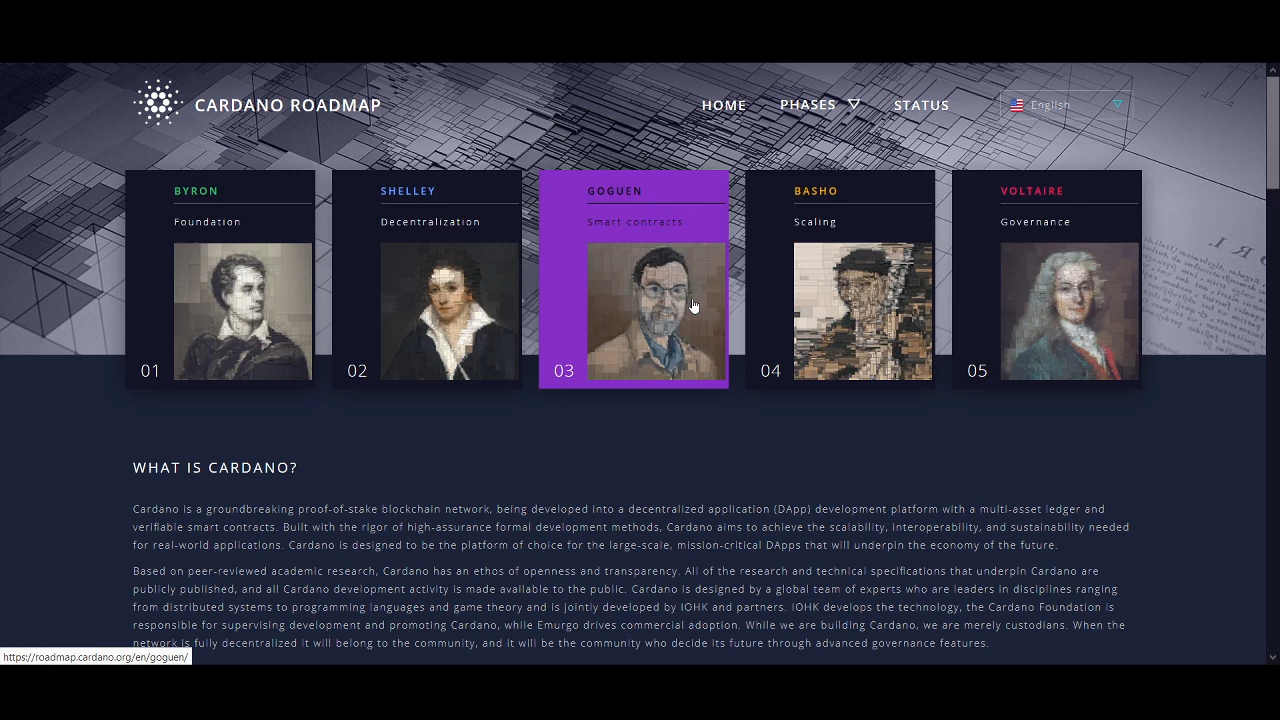 CARDANO ROADMAP
HOME
PHASES
STATUS
English
BYRON
Foundation
01
SHELLEY
Decentralization
02
GOGUEN
Smart contracts
03
BASHO
Scaling
04
VOLTAIRE
Governance
05
WHAT IS CARDANO?
Cardano is a groundbreaking proof-of-stake blockchain network, being developed into a decentralized application (DApp) development platform with a multi-asset ledger and
verifiable smart contracts. Built with the rigor of high-assurance formal development methods, Cardano aims to achieve the scalability, interoperability, and sustainability needed
for real-world applications. Cardano is designed to be the platform of choice for the large-scale, mission-critical DApps that will underpin the economy of the future.
Based on peer-reviewed academic research, Cardano has an ethos of openness and transparency. All of the research and technical specifications that underpin Cardano are
publicly published, and all Cardano development activity is made available to the public. Cardano is designed by a global team of experts who are leaders in disciplines ranging
from distributed systems to programming languages and game theory and is jointly developed by IOHK and partners. IOHK develops the technology, the Cardano Foundation is
responsible for supervising development and promoting Cardano, while Emurgo drives commercial adoption. While we are building Cardano, we are merely custodians. When the
network is fully decentralized it will belong to the community, and it will be the community who decide its future through advanced governance features.
https://roadmap.cardano.org/en/goguen/